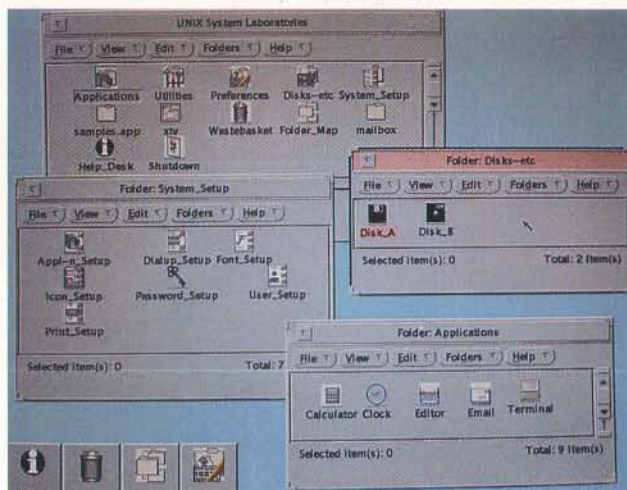 UNIX System Laboratories
File View Edit Folders Help
Applications Utilities Preferences Disks-etc System_Setup
samples.app xtv Wastebasket Folder_Map mailbox
Help_Desk Shutdown
Folder: System_Setup
File View Edit Folders Help
Appl-n_Setup Dialup_Setup Font_Setup
Icon_Setup Password_Setup User_Setup
Print_Setup
Selected item(s): 0 Total: 7
Folder: Disks-etc
File View Edit Folders Help
Disk_A Disk_B
Selected item(s): 0 Total: 2 item(s)
Folder: Applications
File View Edit Folders Help
Calculator Clock Editor Email Terminal
Selected item(s): 0 Total: 9 item(s)